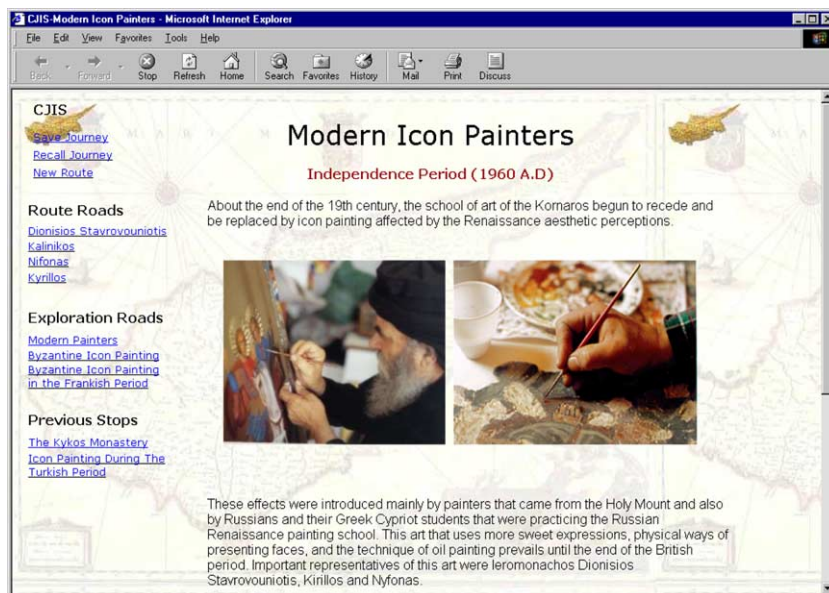 CJIS-Modern Icon Painters - Microsoft Internet Explorer
File Edit View Favorites Tools Help
Back Forward Stop Refresh Home Search Favorites History Mail Print Discuss
CJIS
Save Journey
Recall Journey
New Route
Route Roads
Dionisios Stavrovouniotis
Kalinikos
Nifonas
Kyrillos
Exploration Roads
Modern Painters
Byzantine Icon Painting
Byzantine Icon Painting
in the Frankish Period
Previous Stops
The Kykos Monastery
Icon Painting During The
Turkish Period
Modern Icon Painters
Independence Period (1960 A.D)
About the end of the 19th century, the school of art of the Kornaros begun to recede and
be replaced by icon painting affected by the Renaissance aesthetic perceptions.
These effects were introduced mainly by painters that came from the Holy Mount and also
by Russians and their Greek Cypriot students that were practicing the Russian
Renaissance painting school. This art that uses more sweet expressions, physical ways of
presenting faces, and the technique of oil painting prevails until the end of the British
period. Important representatives of this art were Ieromonachos Dionisios
Stavrovouniotis, Kirillos and Nyfonas.